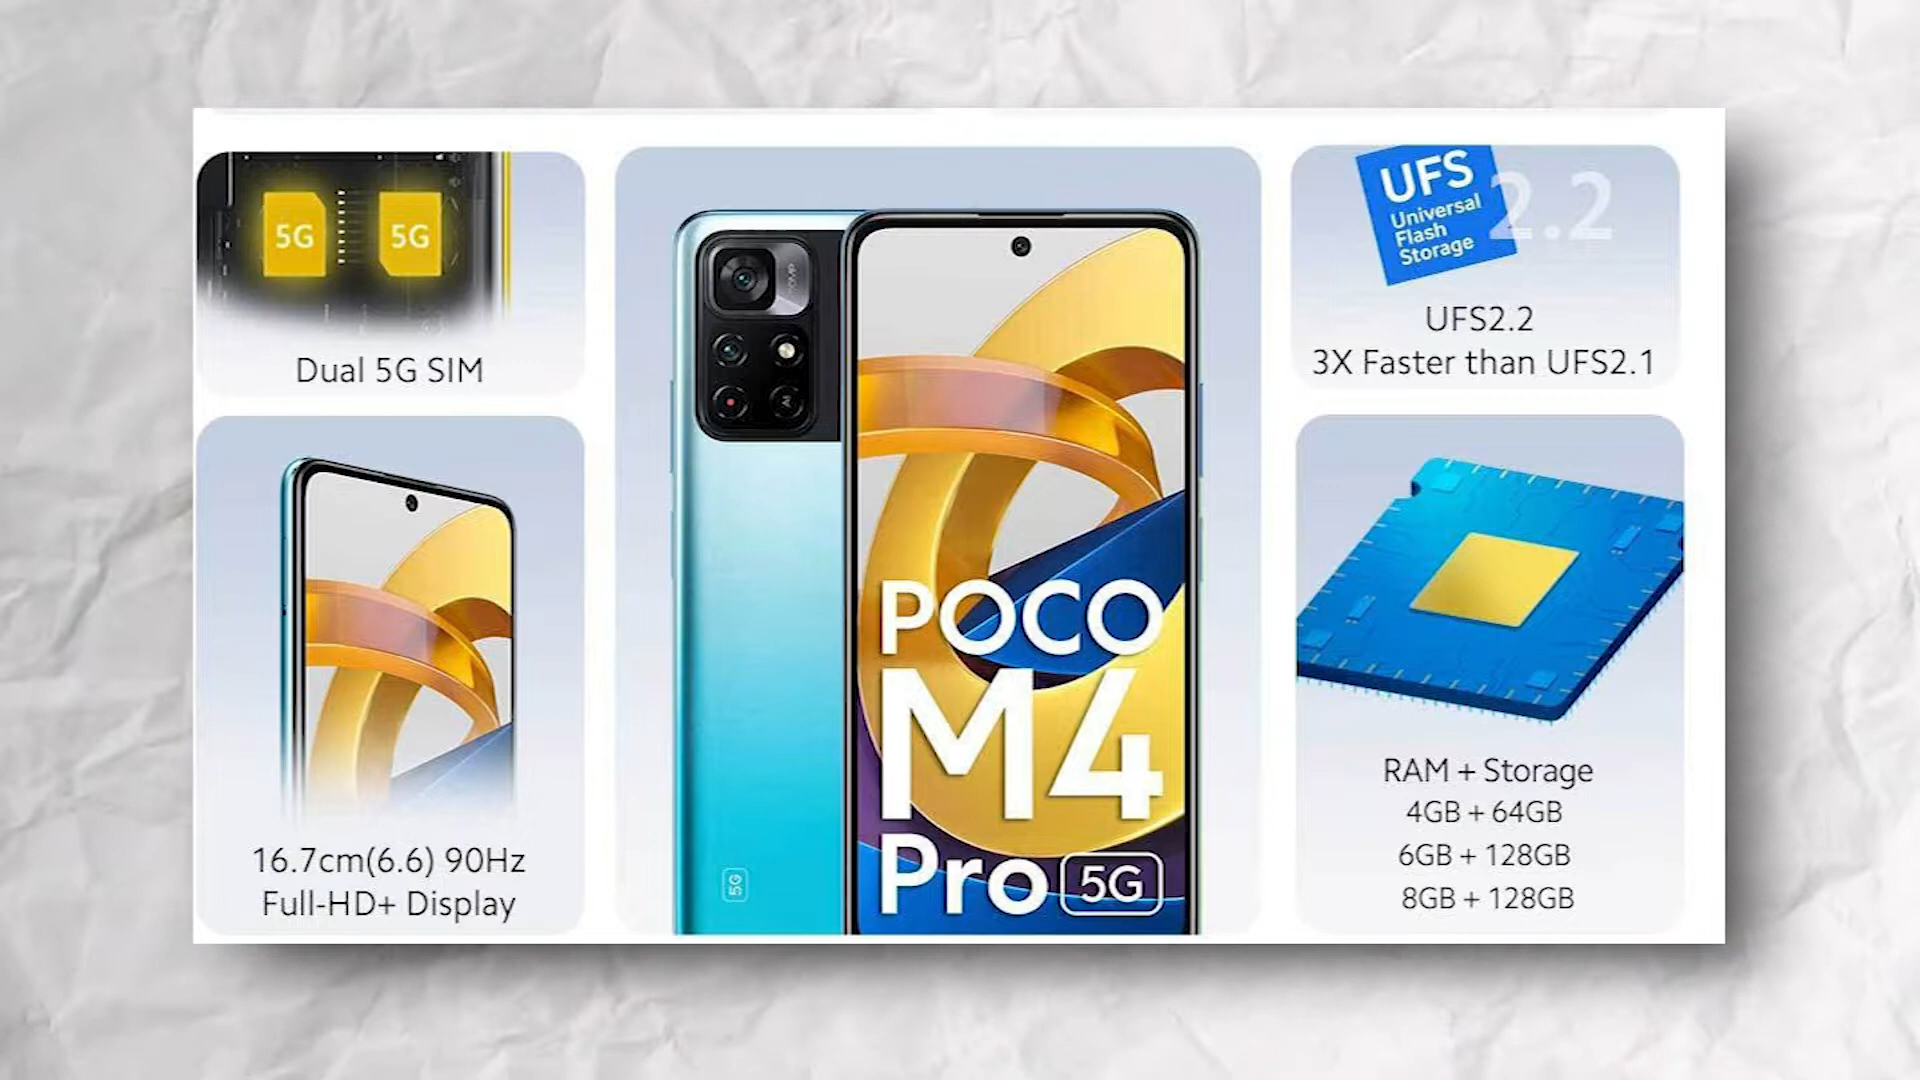 5G 5G
Dual 5G SIM
16.7cm(6.6) 90Hz
Full-HD+ Display
AI
5G
POCO
M4
Pro 5G
UFS 2.2
Universal
Flash
Storage
UFS2.2
3X Faster than UFS2.1
RAM + Storage
4GB + 64GB
6GB + 128GB
8GB + 128GB